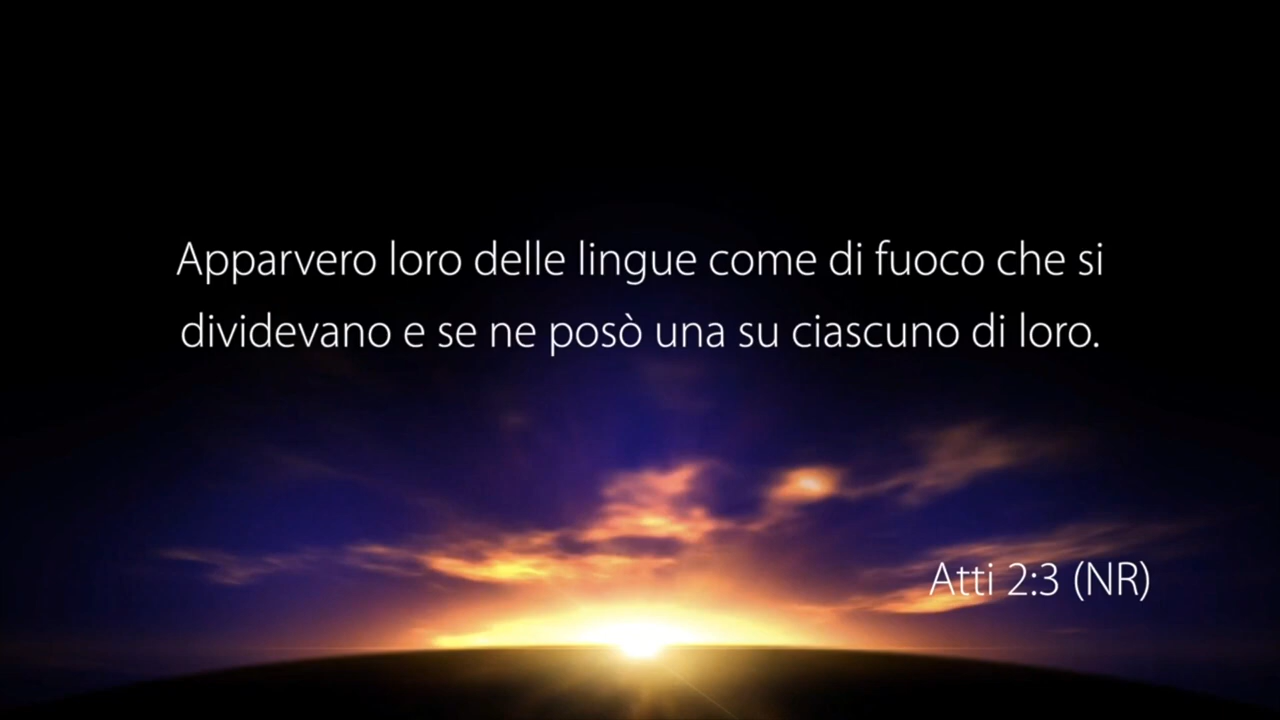 Apparvero loro delle lingue come di fuoco che si
dividevano e se ne posò una su ciascuno di loro.
Atti 2:3 (NR)